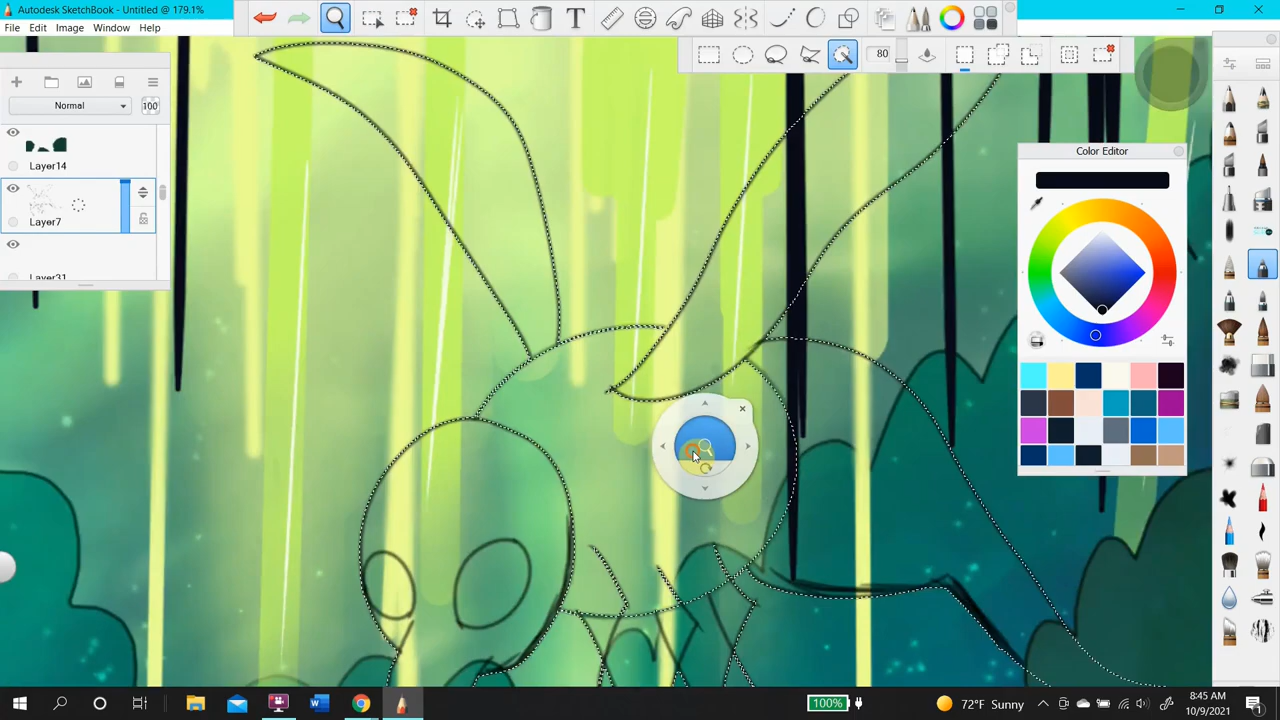 Autodesk SketchBook - Untitled @ 179.1%
File Edit Image Window Help
T
80
Normal
100
Layer14
Layer7
Layer31
Color Editor
W
100%
72°F Sunny
8:45 AM
10/9/2021
1